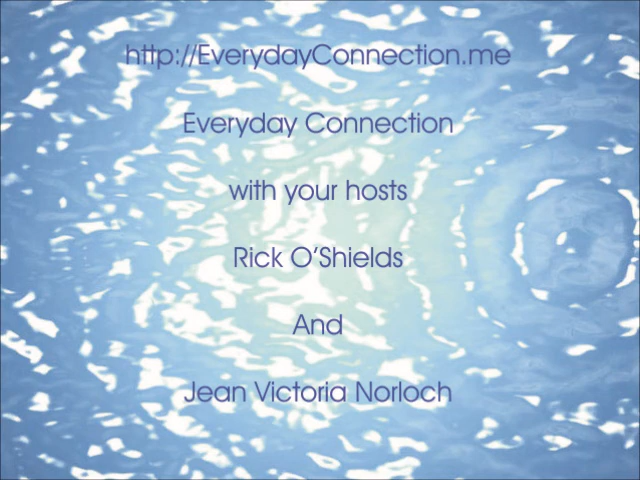 http://EverydayConnection.me
Everyday Connection
with your hosts
Rick O’Shields
And
Jean Victoria Norloch